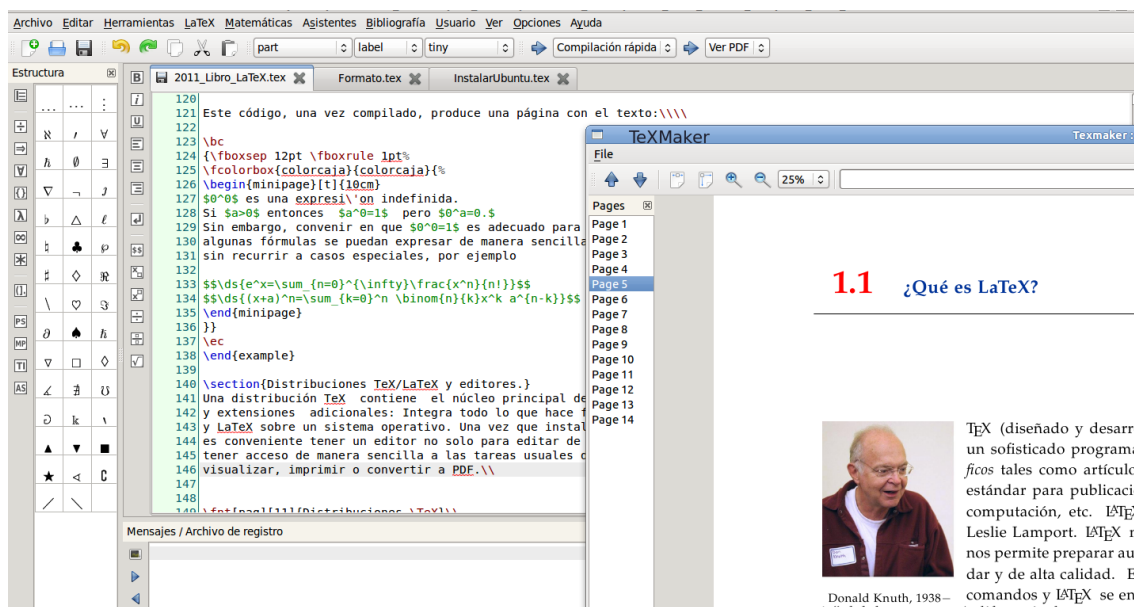 Archivo Editar Herramientas LaTeX Matemáticas Asistentes Bibliografía Usuario Ver Opciones Ayuda
part label tiny Compilación rápida Ver PDF
Estructura
2011_Libro_LaTeX.tex Formato.tex InstalarUbuntu.tex
120
121 Este código, una vez compilado, produce una página con el texto:\\\\
122
123 \bc
124 {\fboxsep 12pt \fboxrule 1pt%
125 \fcolorbox{colorcaja}{colorcaja}{%
126 \begin{minipage}[t]{10cm}
127 $0^0$ es una expresi\'on indefinida.
128 Si $a>0$ entonces $a^0=1$ pero $0^a=0.$
129 Sin embargo, convenir en que $0^0=1$ es adecuado para
130 algunas fórmulas se puedan expresar de manera sencilla
131 sin recurrir a casos especiales, por ejemplo
132
133 $$\ds{e^x=\sum_{n=0}^{\infty}\frac{x^n}{n!}}$$
134 $$\ds{(x+a)^n=\sum_{k=0}^n \binom{n}{k}x^k a^{n-k}}$$
135 \end{minipage}
136 }}
137 \ec
138 \end{example}
139
140 \section{Distribuciones TeX/LaTeX y editores.}
141 Una distribución TeX contiene el núcleo principal de
142 y extensiones adicionales: Integra todo lo que hace f
143 y LaTeX sobre un sistema operativo. Una vez que instal
144 es conveniente tener un editor no solo para editar de
145 tener acceso de manera sencilla a las tareas usuales
146 visualizar, imprimir o convertir a PDF.\\
147
148
149 \fnt[pag][11]{Distribuciones \TeX}\\
Mensajes / Archivo de registro
TeXMaker
Texmaker :
File
25%
Pages
Page 1
Page 2
Page 3
Page 4
Page 5
Page 6
Page 7
Page 8
Page 9
Page 10
Page 11
Page 12
Page 13
Page 14
1.1 ¿Qué es LaTeX?
TEX (diseñado y desarr
un sofisticado programa
ficos tales como artículo
estándar para publicaci
computación, etc. LATEX
Leslie Lamport. LATEX
nos permite preparar au
dar y de alta calidad. E
comandos y LATEX se en
Donald Knuth, 1938–